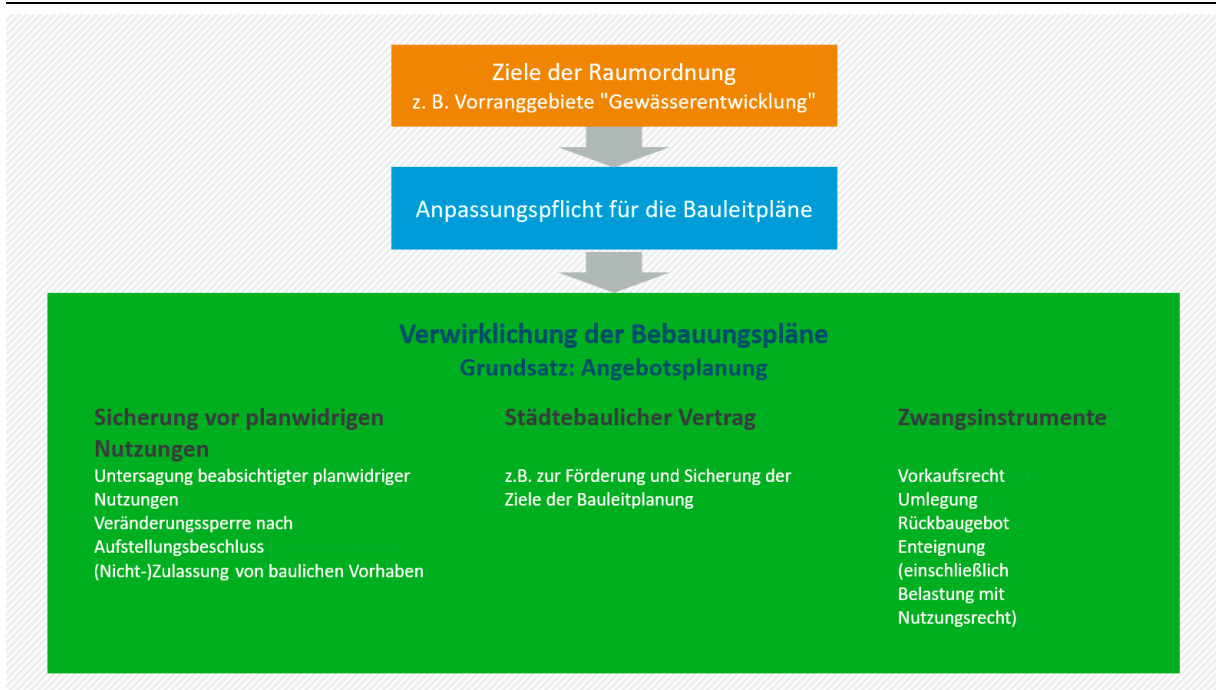 Ziele der Raumordnung
z. B. Vorranggebiete "Gewässerentwicklung"
Anpassungspflicht für die Bauleitpläne
Verwirklichung der Bebauungspläne
Grundsatz: Angebotsplanung
Sicherung vor planwidrigen
Nutzungen
Untersagung beabsichtigter planwidriger
Nutzungen
Veränderungssperre nach
Aufstellungsbeschluss
(Nicht-)Zulassung von baulichen Vorhaben
Städtebaulicher Vertrag
z.B. zur Förderung und Sicherung der
Ziele der Bauleitplanung
Zwangsinstrumente
Vorkaufsrecht
Umlegung
Rückbaugebot
Enteignung
(einschließlich
Belastung mit
Nutzungsrecht)